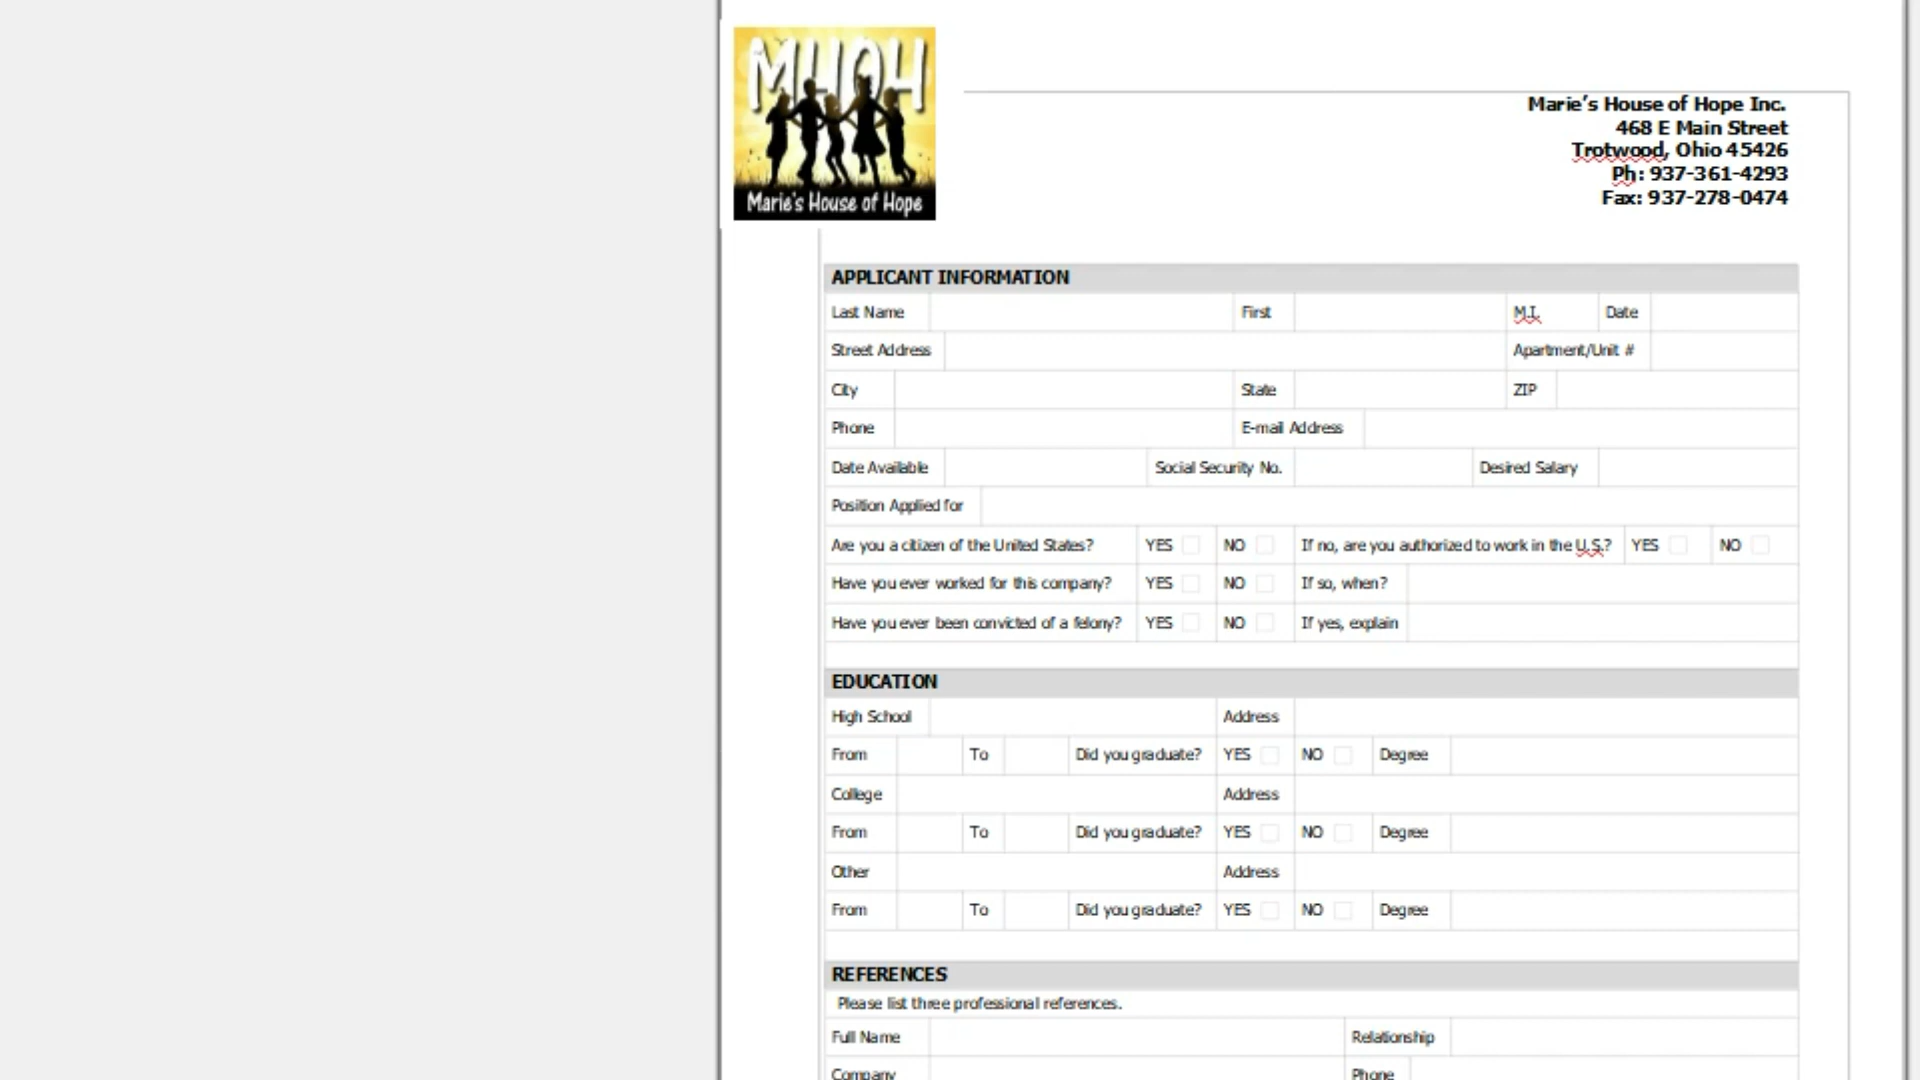 MHOH
Marie's House of Hope
Marie's House of Hope Inc.
468 E Main Street
Trotwood, Ohio 45426
Ph: 937-361-4293
Fax: 937-278-0474
APPLICANT INFORMATION
Last Name First M.I. Date
Street Address Apartment/Unit #
City State ZIP
Phone E-mail Address
Date Available Social Security No. Desired Salary
Position Applied for
Are you a citizen of the United States? YES NO If no, are you authorized to work in the U.S.? YES NO
Have you ever worked for this company? YES NO If so, when?
Have you ever been convicted of a felony? YES NO If yes, explain
EDUCATION
High School Address
From To Did you graduate? YES NO Degree
College Address
From To Did you graduate? YES NO Degree
Other Address
From To Did you graduate? YES NO Degree
REFERENCES
Please list three professional references.
Full Name Relationship
Company Phone